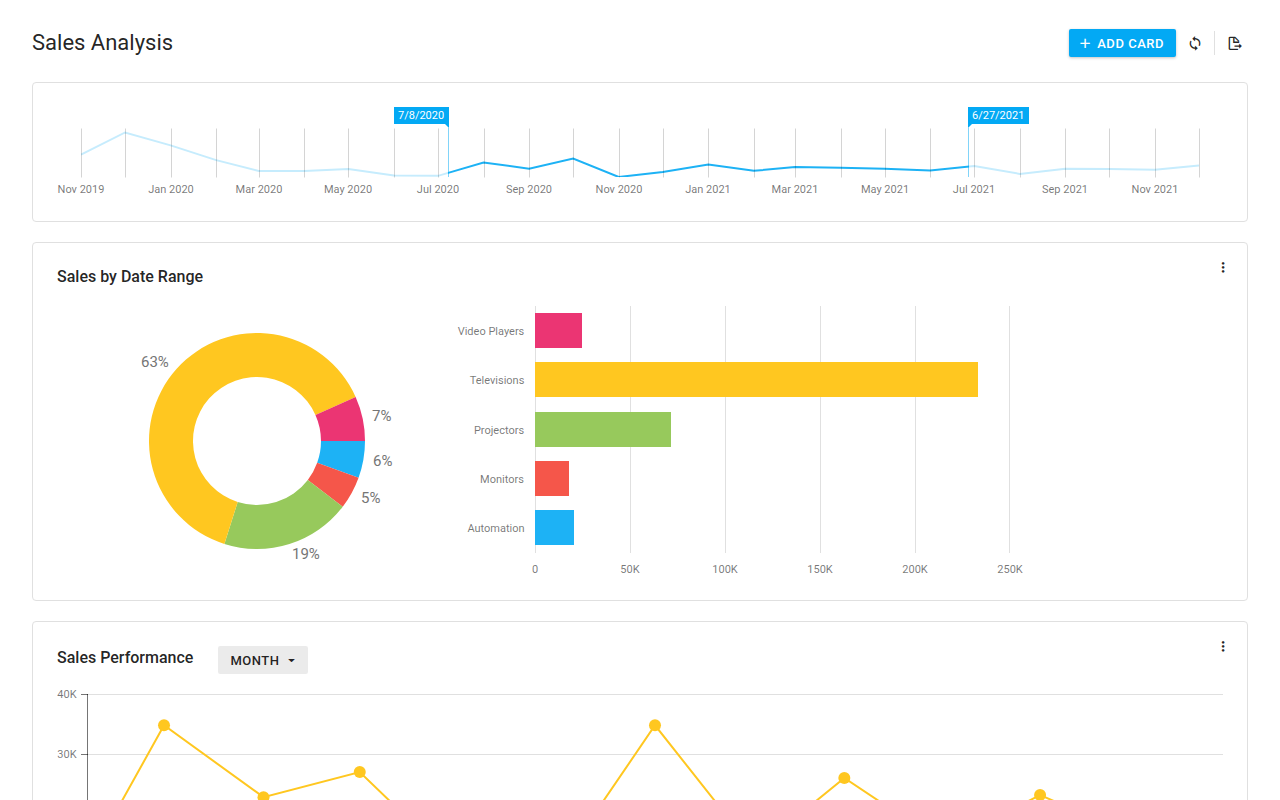 Sales Analysis
+ ADD CARD
7/8/2020 6/27/2021
Nov 2019 Jan 2020 Mar 2020 May 2020 Jul 2020 Sep 2020 Nov 2020 Jan 2021 Mar 2021 May 2021 Jul 2021 Sep 2021 Nov 2021
Sales by Date Range
63%
7%
6%
5%
19%
Video Players
Televisions
Projectors
Monitors
Automation
0 50K 100K 150K 200K 250K
Sales Performance MONTH
40K
30K